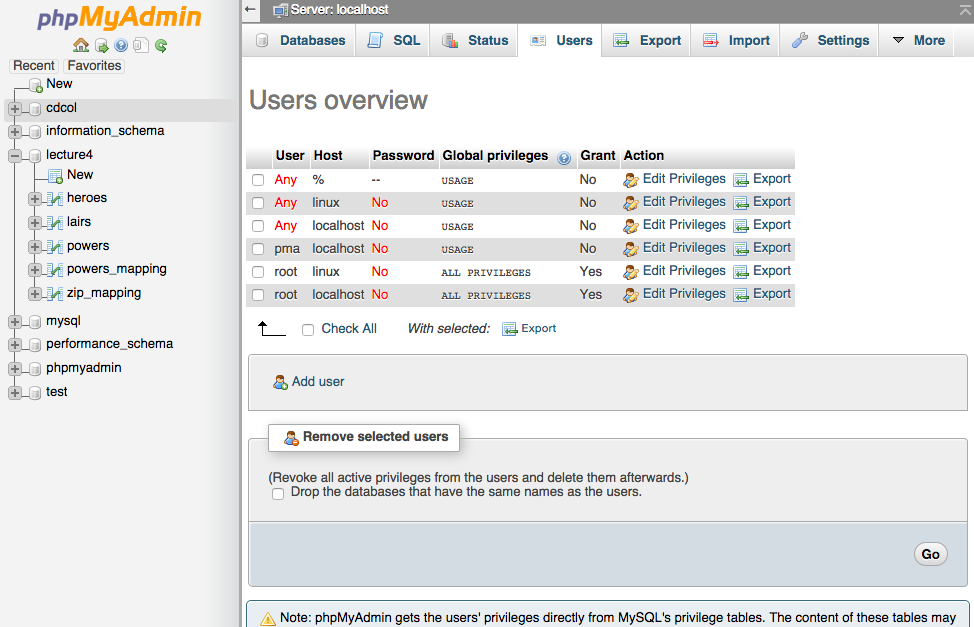 phpMyAdmin
Recent Favorites
New
cdcol
information_schema
lecture4
New
heroes
lairs
powers
powers_mapping
zip_mapping
mysql
performance_schema
phpmyadmin
test
Server: localhost
Databases SQL Status Users Export Import Settings More
Users overview
User Host Password Global privileges Grant Action
Any % -- USAGE No Edit Privileges Export
Any linux No USAGE No Edit Privileges Export
Any localhost No USAGE No Edit Privileges Export
pma localhost No USAGE No Edit Privileges Export
root linux No ALL PRIVILEGES Yes Edit Privileges Export
root localhost No ALL PRIVILEGES Yes Edit Privileges Export
Check All With selected: Export
Add user
Remove selected users
(Revoke all active privileges from the users and delete them afterwards.)
Drop the databases that have the same names as the users.
Go
Note: phpMyAdmin gets the users' privileges directly from MySQL's privilege tables. The content of these tables may